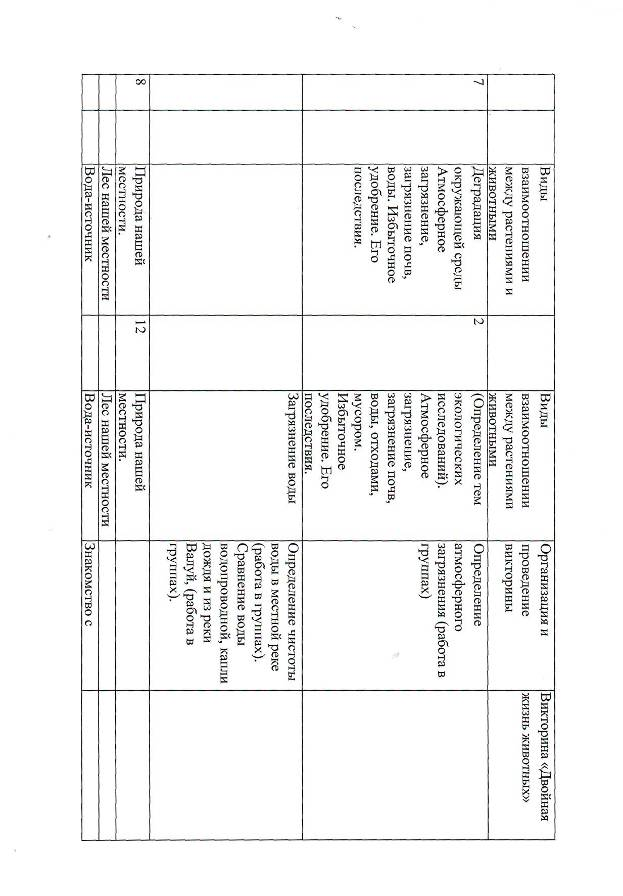 Виды
взаимоотношении
между растениями и
животными
Виды
взаимоотношении
между растениями
животными
Организация и
проведение
викторины
Викторина «Двойная
жизнь животных»
7
Деградация
окружающей среды
Атмосферное
загрязнение,
загрязнение почв,
воды. Избыточное
удобрение. Его
последствия.
2
(Определение тем
экологических
исследований).
Атмосферное
загрязнение,
загрязнение почв,
воды, отходами,
мусором.
Избыточное
удобрение. Его
последствия.
Определение
атмосферного
загрязнения (работа в
группах)
Загрязнение воды
Определение чистоты
воды в местной реке
(работа в группах).
Сравнение воды
водопроводной, капли
дождя и из реки
Валуй, (работа в
группах).
8
Природа нашей
местности.
12
Природа нашей
местности.
Лес нашей местности
Лес нашей местности
Вода-источник
Вода-источник
Знакомство с